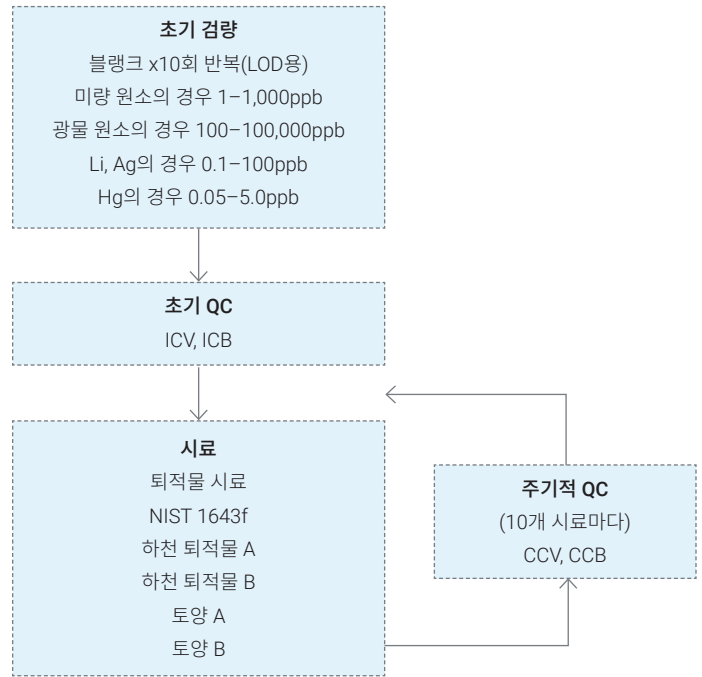 초기 검량
블랭크 x10회 반복(LOD용)
미량 원소의 경우 1–1,000ppb
광물 원소의 경우 100–100,000ppb
Li, Ag의 경우 0.1–100ppb
Hg의 경우 0.05–5.0ppb
초기 QC
ICV, ICB
시료
퇴적물 시료
NIST 1643f
하천 퇴적물 A
하천 퇴적물 B
토양 A
토양 B
주기적 QC
(10개 시료마다)
CCV, CCB